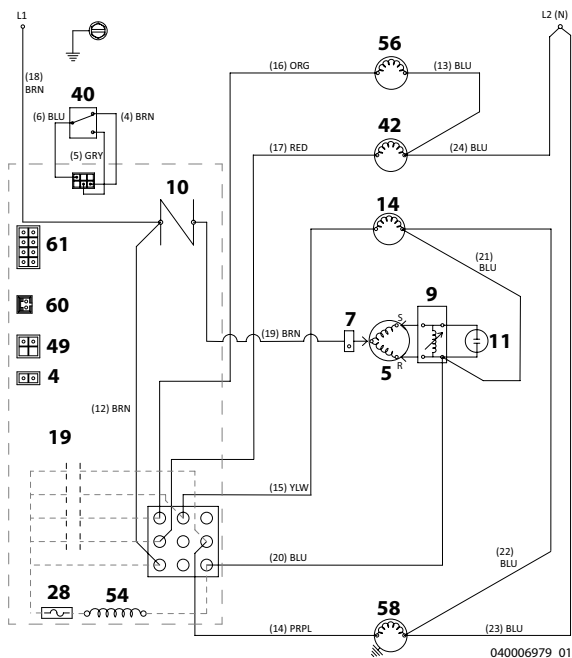 L1
L2 (N)
56
(16) ORG
(13) BLU
(18)
BRN
40
(6) BLU
(4) BRN
42
(17) RED
(24) BLU
(5) GRY
10
14
61
(21)
BLU
9
60
7
S
(19) BRN
11
49
5
R
4
(12) BRN
19
(15) YLW
(20) BLU
(22)
BLU
28
54
58
(14) PRPL
(23) BLU
040006979_01